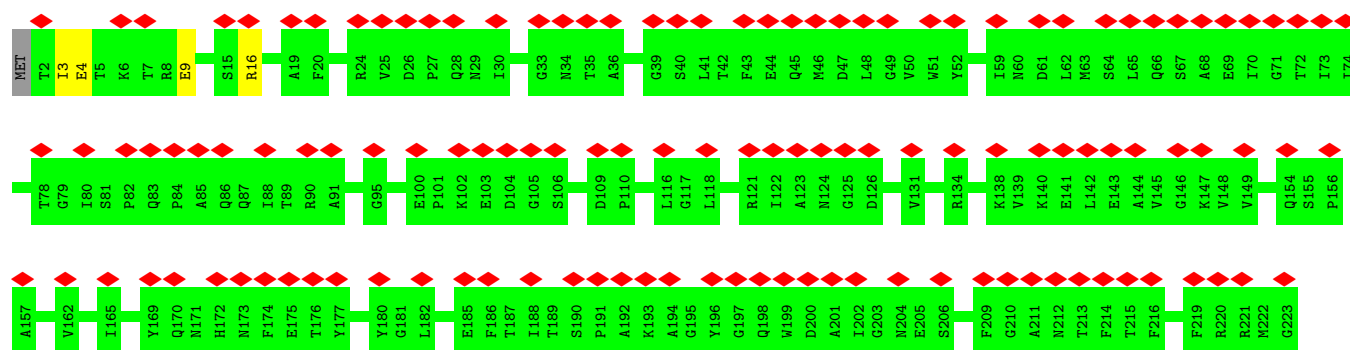 MET T2 I3 E4 T5 K6 T7 R8 E9 S15 R16 A19 F20 R24 V25 D26 P27 Q28 N29 I30 G33 N34 T35 A36 G39 S40 L41 T42 F43 E44 Q45 M46 D47 L48 G49 V50 W51 Y52 I59 N60 D61 L62 M63 S64 L65 Q66 S67 A68 E69 I70 G71 T72 I73 I74
T78 G79 I80 S81 P82 Q83 P84 A85 Q86 Q87 I88 T89 R90 A91 G95 E100 P101 K102 E103 D104 G105 S106 D109 P110 L116 G117 L118 R121 I122 A123 N124 G125 D126 V131 R134 K138 V139 K140 E141 L142 E143 A144 V145 G146 K147 V148 V149 Q154 S155 P156
A157 V162 I165 Y169 Q170 N171 H172 N173 F174 E175 T176 Y177 Y180 G181 L182 E185 F186 T187 I188 T189 S190 P191 A192 K193 A194 G195 Y196 G197 Q198 W199 D200 A201 I202 G203 N204 E205 S206 F209 G210 A211 N212 T213 F214 T215 F216 F219 R220 R221 M222 G223